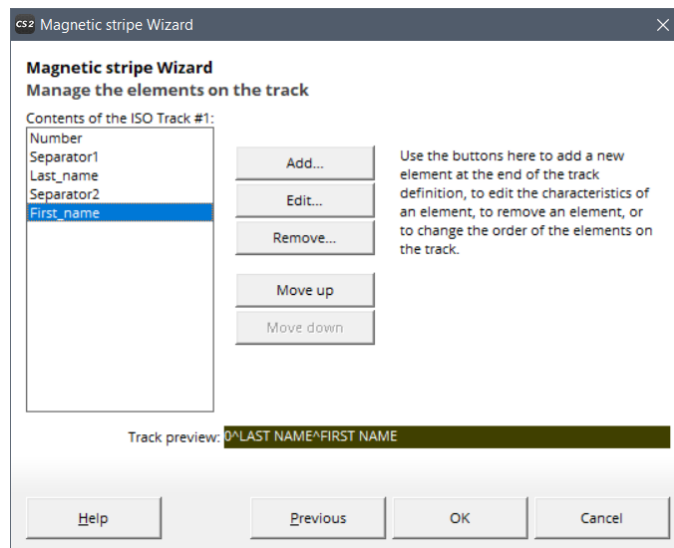 CS2 Magnetic stripe Wizard
Magnetic stripe Wizard
Manage the elements on the track
Contents of the ISO Track #1:
Number
Separator1
Last_name
Separator2
First_name
Add...
Edit...
Remove...
Move up
Move down
Use the buttons here to add a new
element at the end of the track
definition, to edit the characteristics of
an element, to remove an element, or
to change the order of the elements on
the track.
Track preview: 0^LAST NAME^FIRST NAME
Help Previous OK Cancel